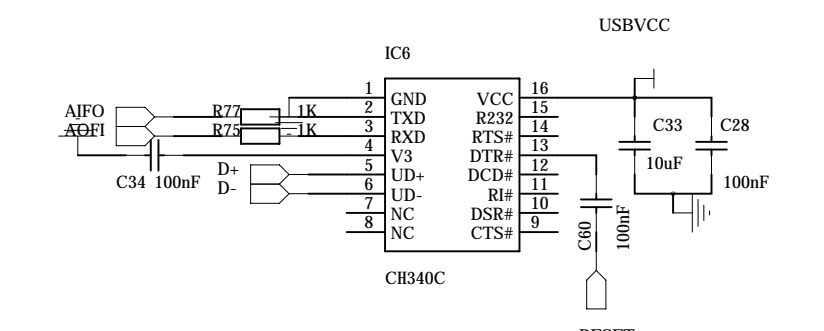 USBVCC
IC6
1 GND VCC 16
AIFO R77 1K 2 TXD R232 15
AOFI R75 1K 3 RXD RTS# 14
4 V3 DTR# 13
C33 C28
D+ 5 UD+ DCD# 12
10uF
C34 100nF
D- 6 UD- RI# 11
100nF
7 NC DSR# 10
8 NC CTS# 9
C60
100nF
CH340C
RESET